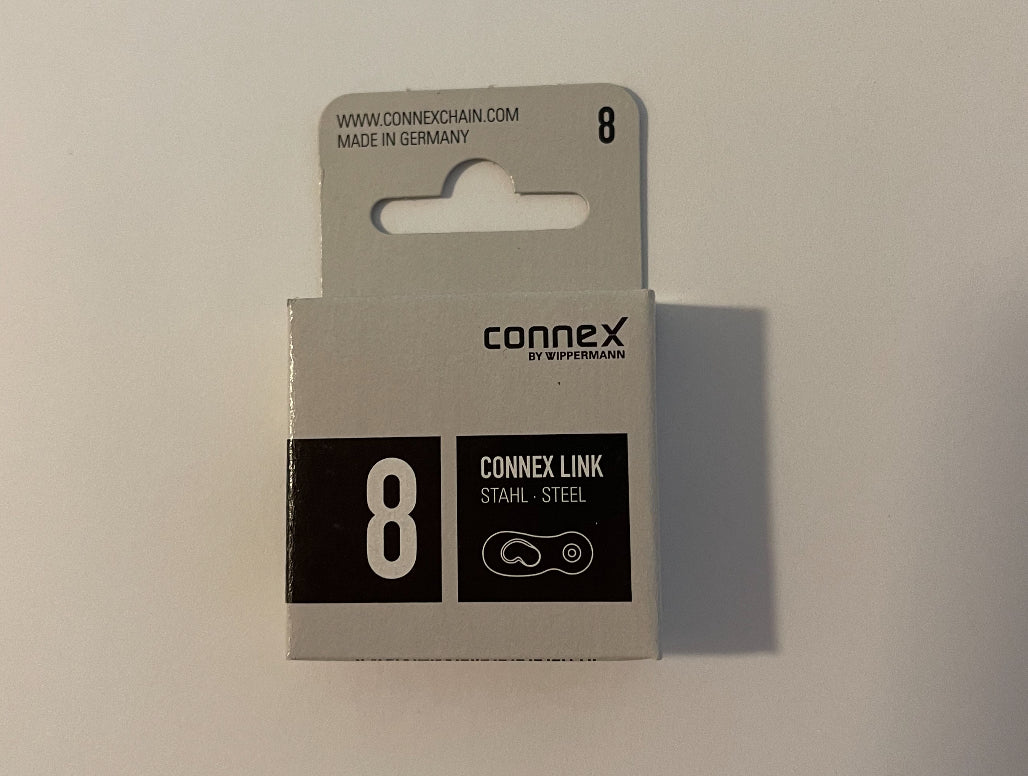 WWW.CONNEXCHAIN.COM
MADE IN GERMANY
8
connex
BY WIPPERMANN
8
CONNEX LINK
STAHL · STEEL